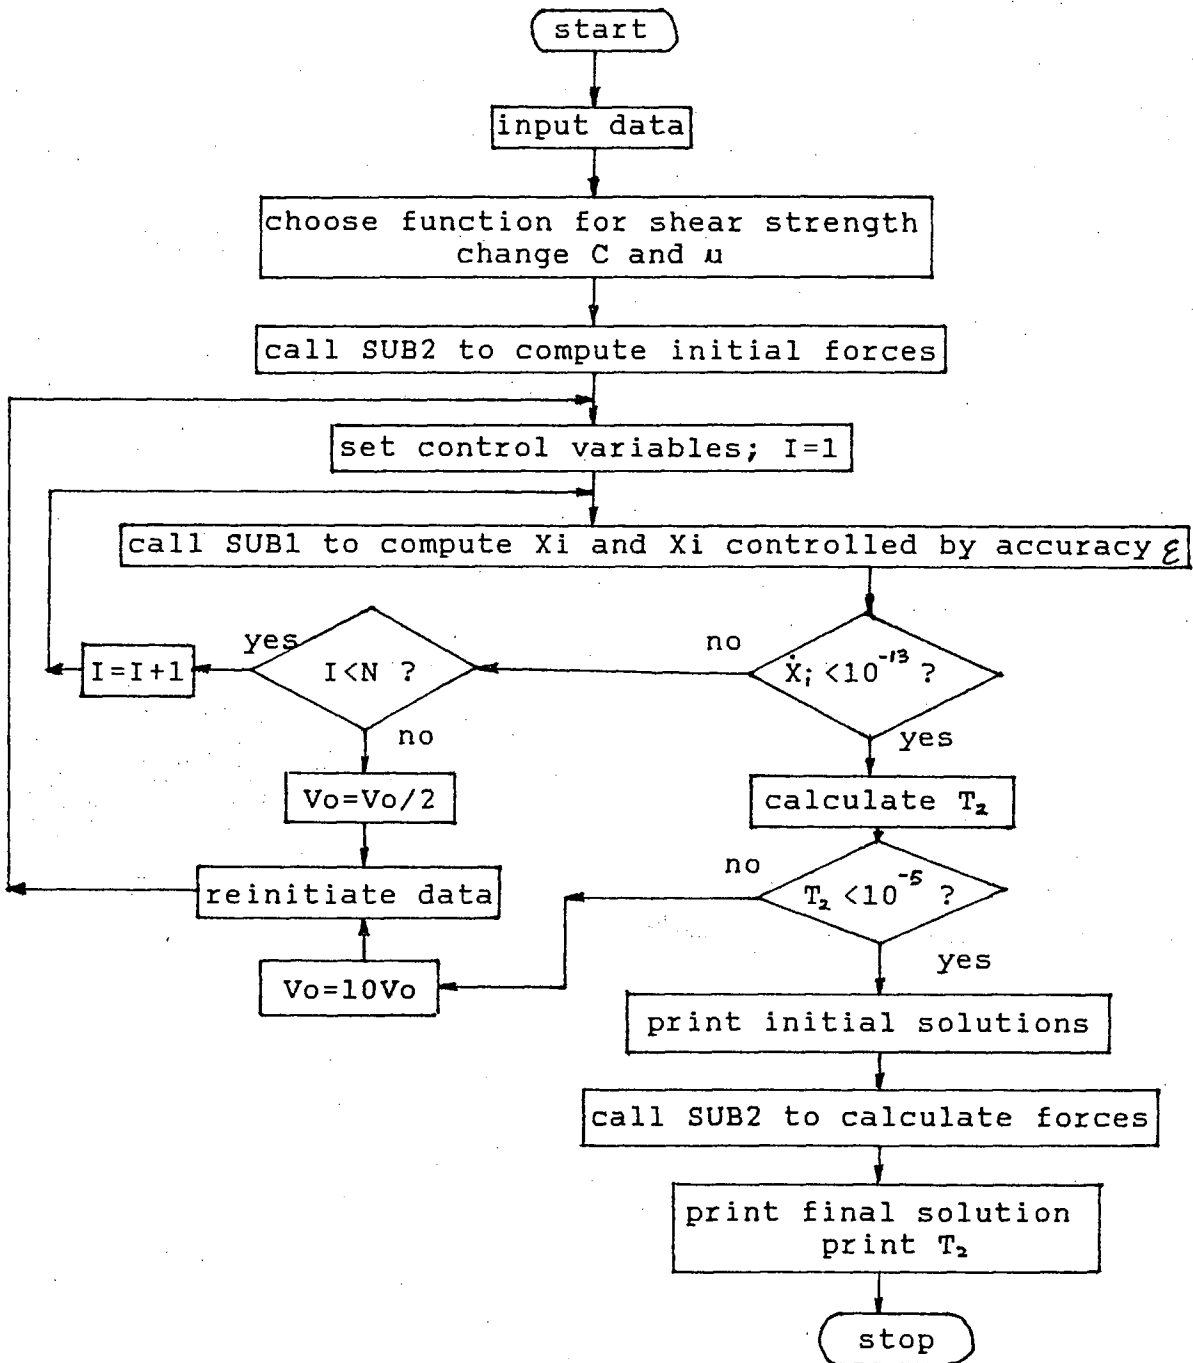 start
input data
choose function for shear strength
change C and μ
call SUB2 to compute initial forces
set control variables; I=1
call SUB1 to compute Xi and Xi controlled by accuracy ε
yes
I=I+1
I<N ?
no
Ẋi <10⁻¹³ ?
no
yes
Vo=Vo/2
calculate T₂
reinitiate data
no
T₂ <10⁻⁵ ?
Vo=10Vo
yes
print initial solutions
call SUB2 to calculate forces
print final solution
print T₂
stop